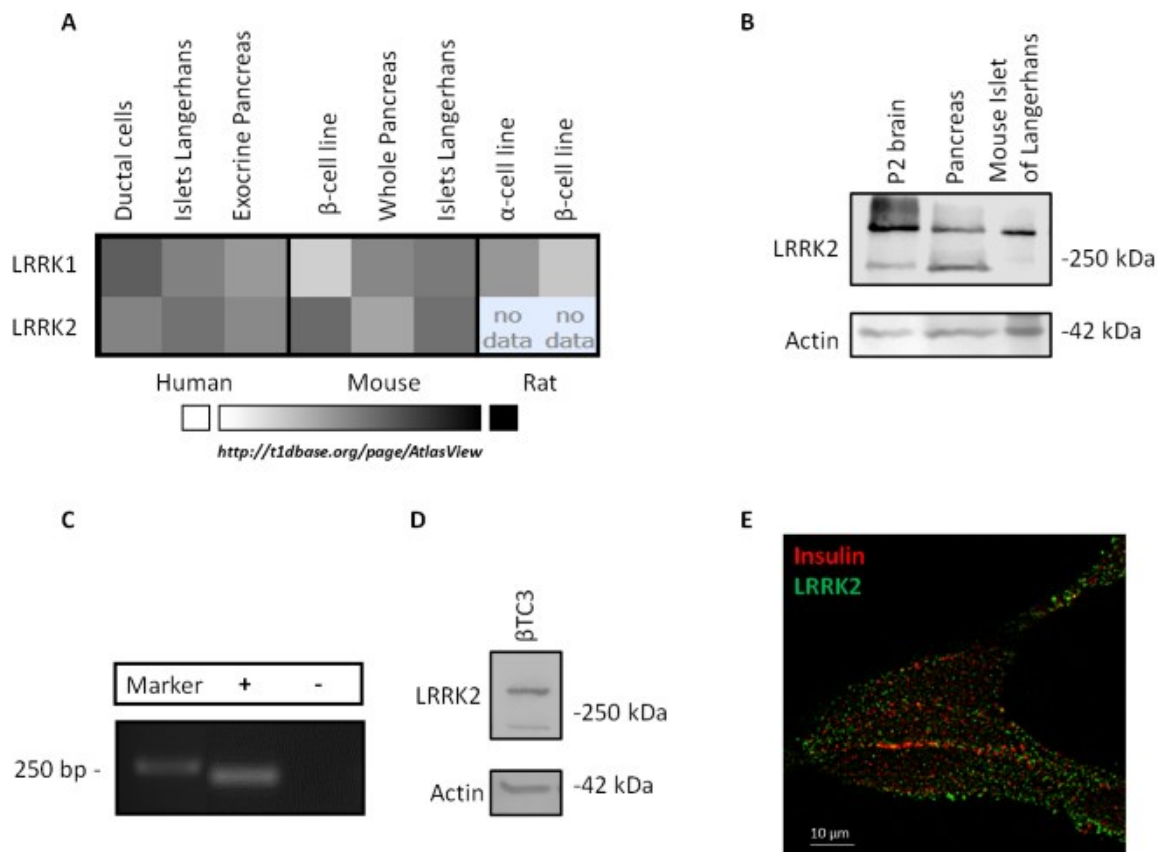 A
Ductal cells
Islets Langerhans
Exocrine Pancreas
β-cell line
Whole Pancreas
Islets Langerhans
α-cell line
β-cell line
LRRK1
LRRK2
no data
no data
Human Mouse Rat
http://t1dbase.org/page/AtlasView
B
P2 brain
Pancreas
Mouse Islet
of Langerhans
LRRK2
-250 kDa
Actin
-42 kDa
C
Marker + -
250 bp -
D
βTC3
LRRK2
-250 kDa
Actin
-42 kDa
E
Insulin
LRRK2
10 µm